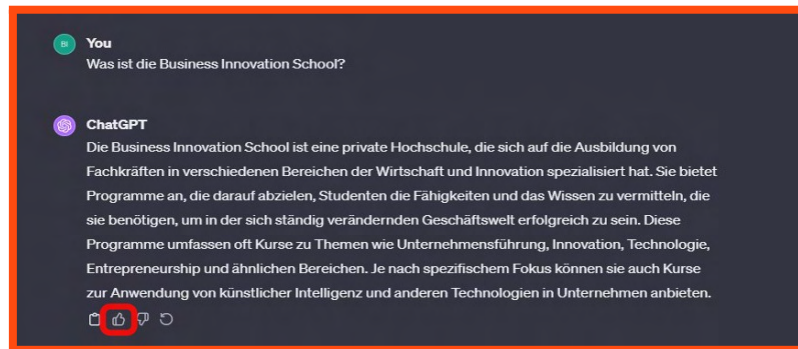 BI
You
Was ist die Business Innovation School?
ChatGPT
Die Business Innovation School ist eine private Hochschule, die sich auf die Ausbildung von
Fachkräften in verschiedenen Bereichen der Wirtschaft und Innovation spezialisiert hat. Sie bietet
Programme an, die darauf abzielen, Studenten die Fähigkeiten und das Wissen zu vermitteln, die
sie benötigen, um in der sich ständig verändernden Geschäftswelt erfolgreich zu sein. Diese
Programme umfassen oft Kurse zu Themen wie Unternehmensführung, Innovation, Technologie,
Entrepreneurship und ähnlichen Bereichen. Je nach spezifischem Fokus können sie auch Kurse
zur Anwendung von künstlicher Intelligenz und anderen Technologien in Unternehmen anbieten.